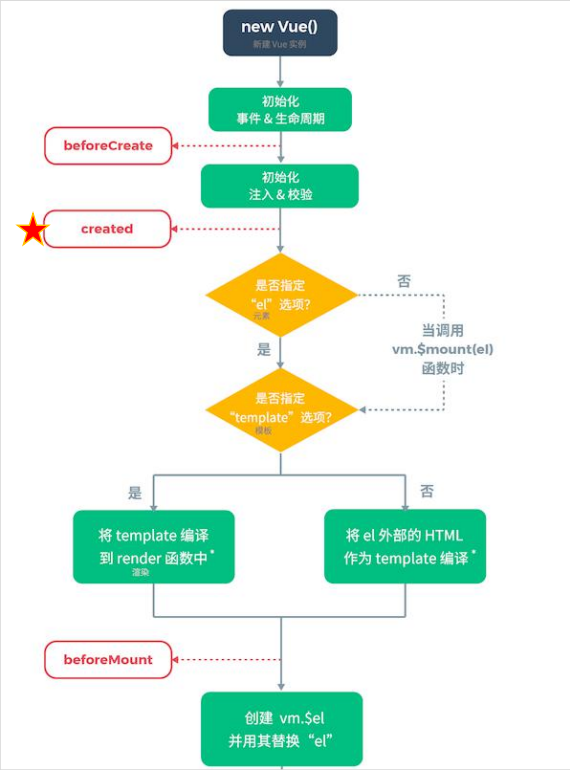 new Vue()
新建 Vue 实例
初始化
事件 & 生命周期
beforeCreate
初始化
注入 & 校验
created
是否指定
“el”选项?
元素
否
当调用
vm.$mount(el)
函数时
是
是否指定
“template”选项?
模板
是
否
将 template 编译
到 render 函数中*
渲染
将 el 外部的 HTML
作为 template 编译*
beforeMount
创建 vm.$el
并用其替换“el”